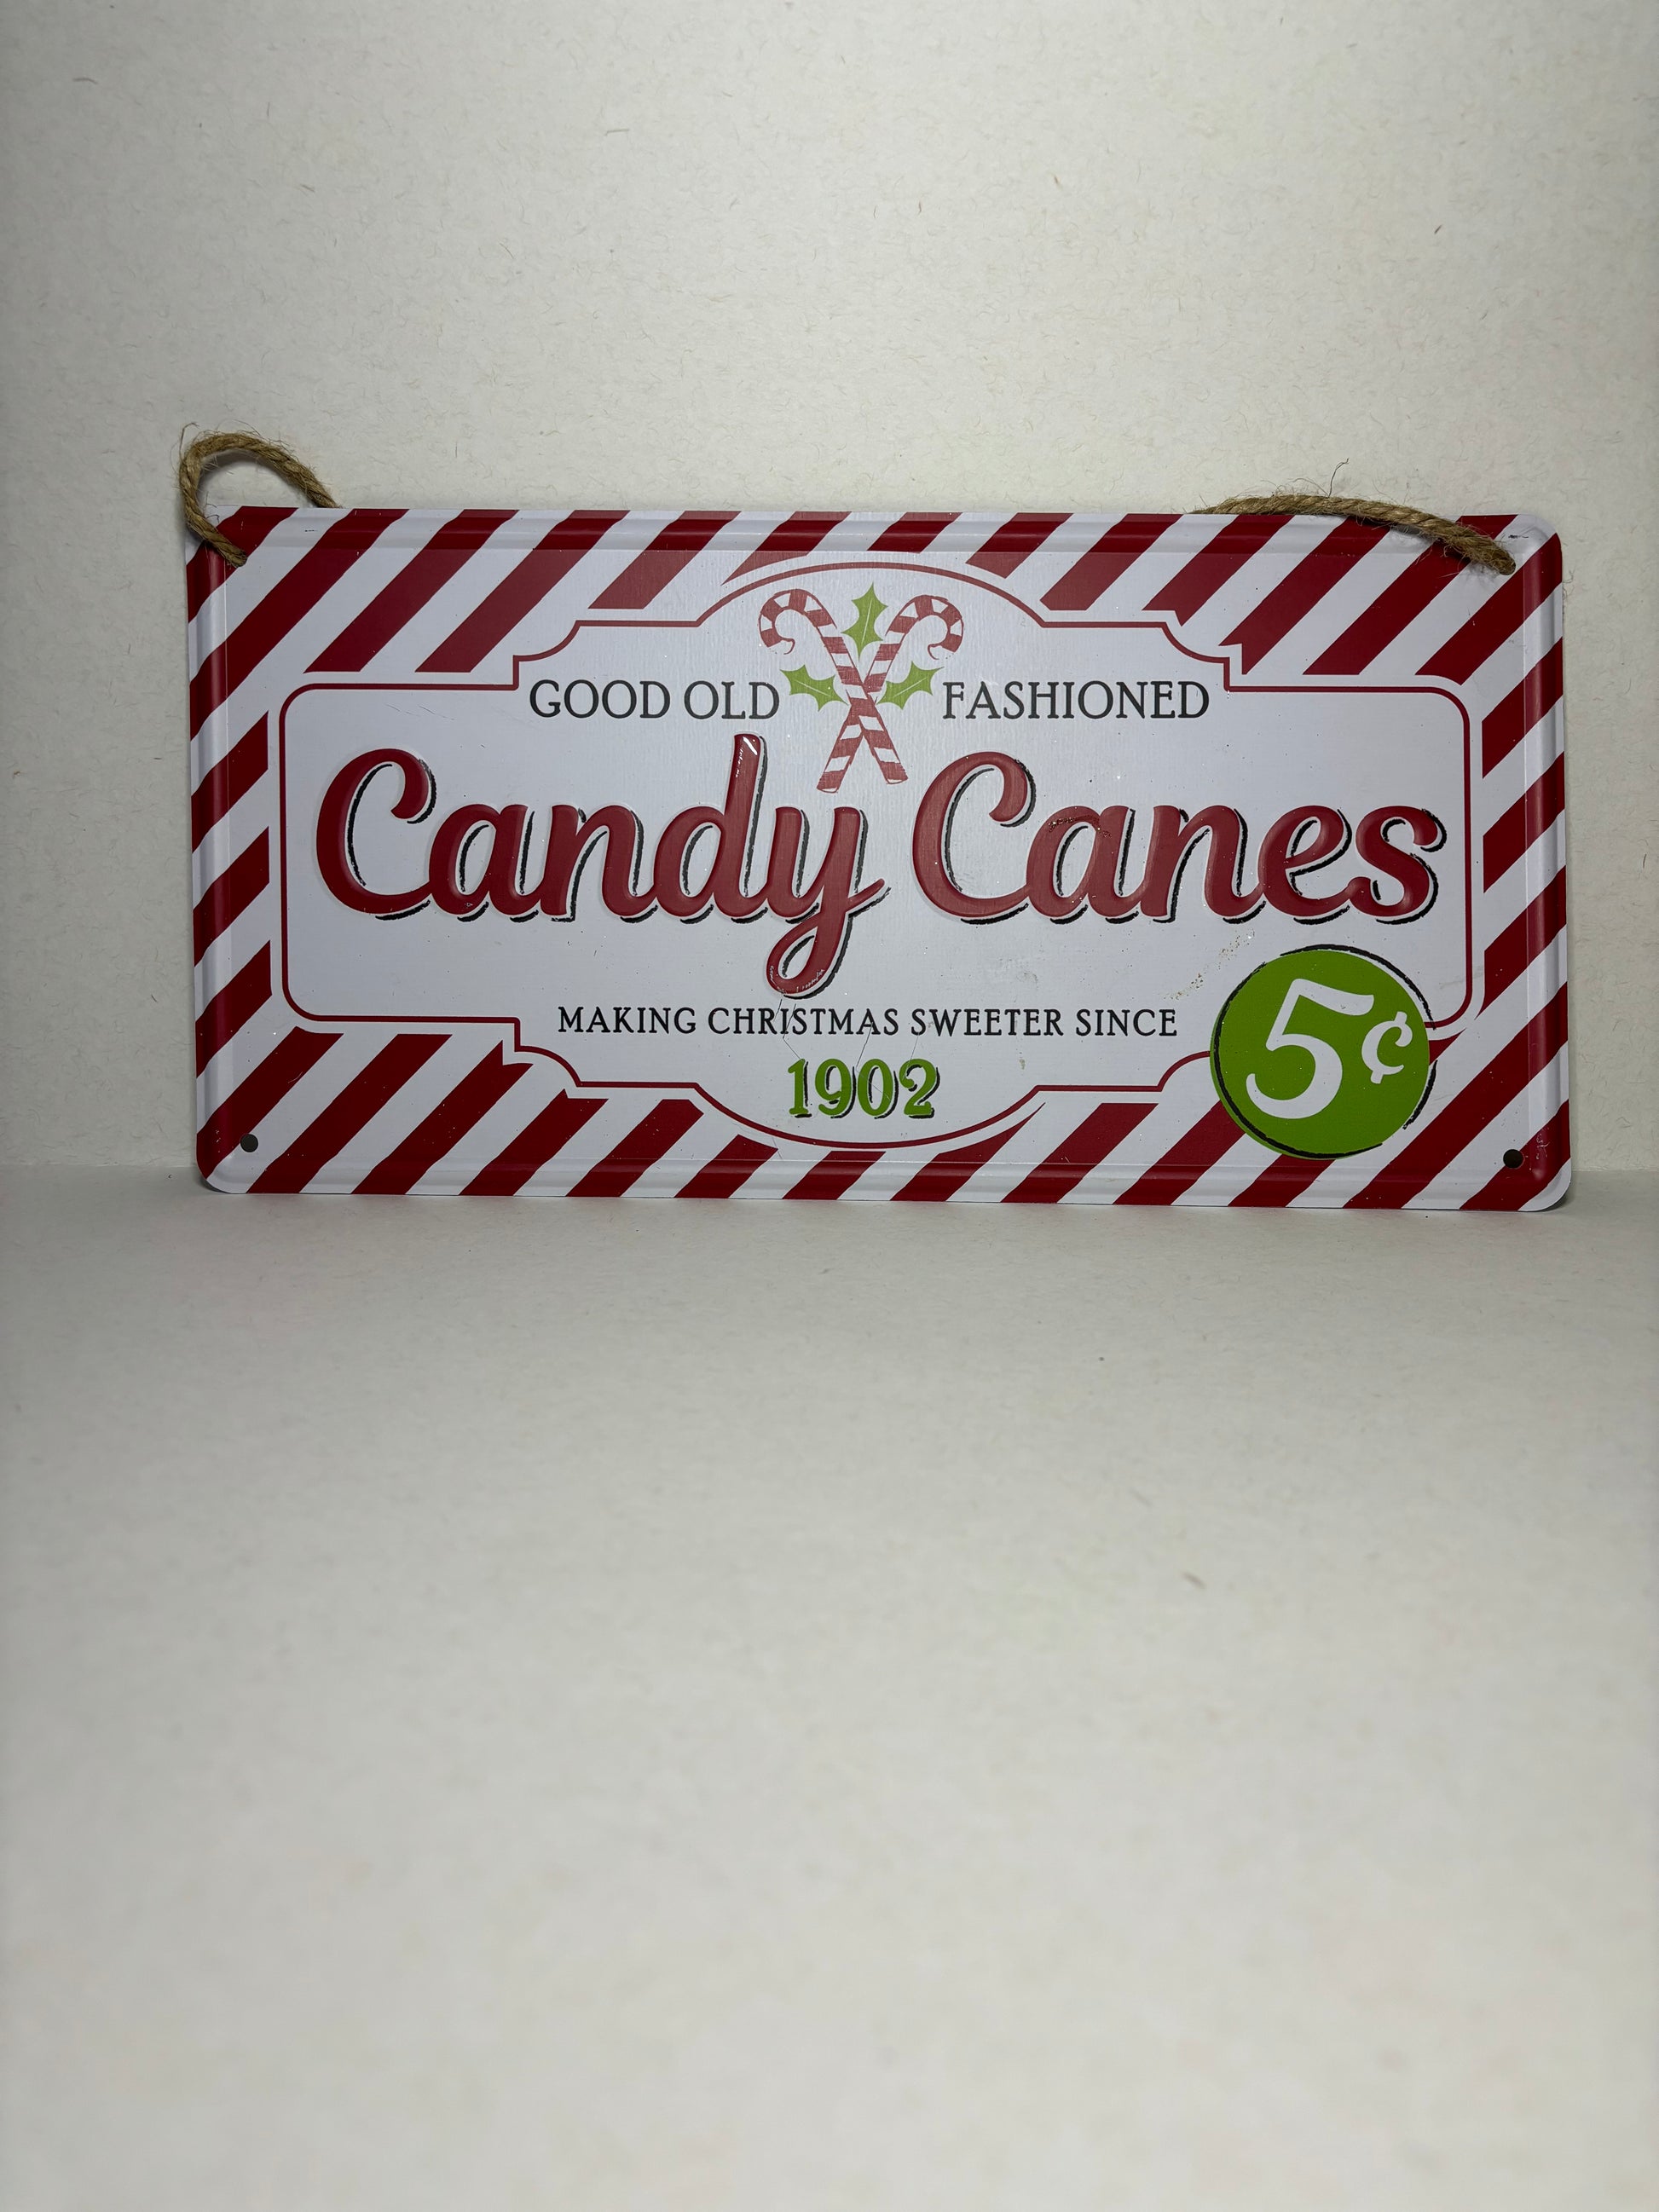 GOOD OLD FASHIONED
Candy Canes
MAKING CHRISTMAS SWEETER SINCE
1902
5¢